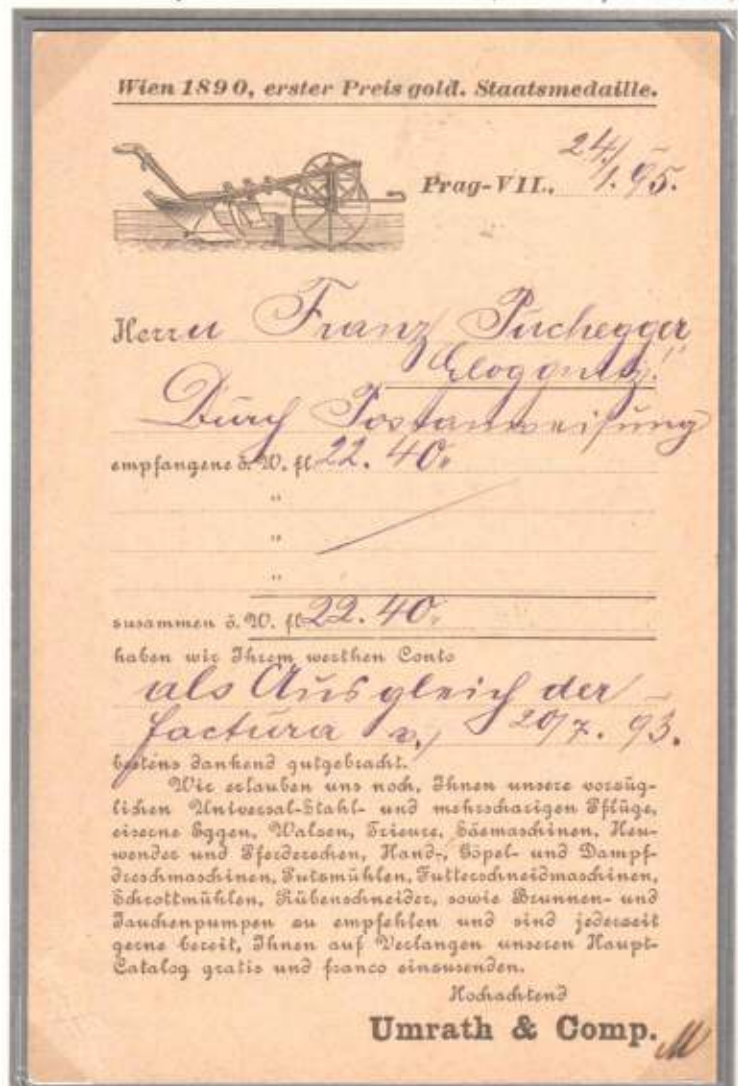 Wien 1890, erster Preis gold. Staatsmedaille.
Prag-VII., 24./1. 95.
Herrn Franz Puchegger
Gloggnitz!
Durch Postanweisung
empfangene ö. W. fl 22. 40.
"
"
"
zusammen ö. W. fl 22. 40.
haben wir Ihrem werthen Conto
als Ausgleich der
factura v. 20/7. 93.
bestens dankend gutgebracht.
Wir erlauben uns noch, Ihnen unsere vorzüg-
lichen Universal-Stahl- und mehrscharigen Pflüge,
eiserne Eggen, Walzen, Trieure, Säemaschinen, Heu-
wender und Pferderechen, Hand-, Göpel- und Dampf-
dreschmaschinen, Putzmühlen, Futterschneidmaschinen,
Schrottmühlen, Rübenschneider, sowie Brunnen- und
Jauchenpumpen zu empfehlen und sind jederzeit
gerne bereit, Ihnen auf Verlangen unseren Haupt-
Catalog gratis und franco einzusenden.
Hochachtend
Umrath & Comp.